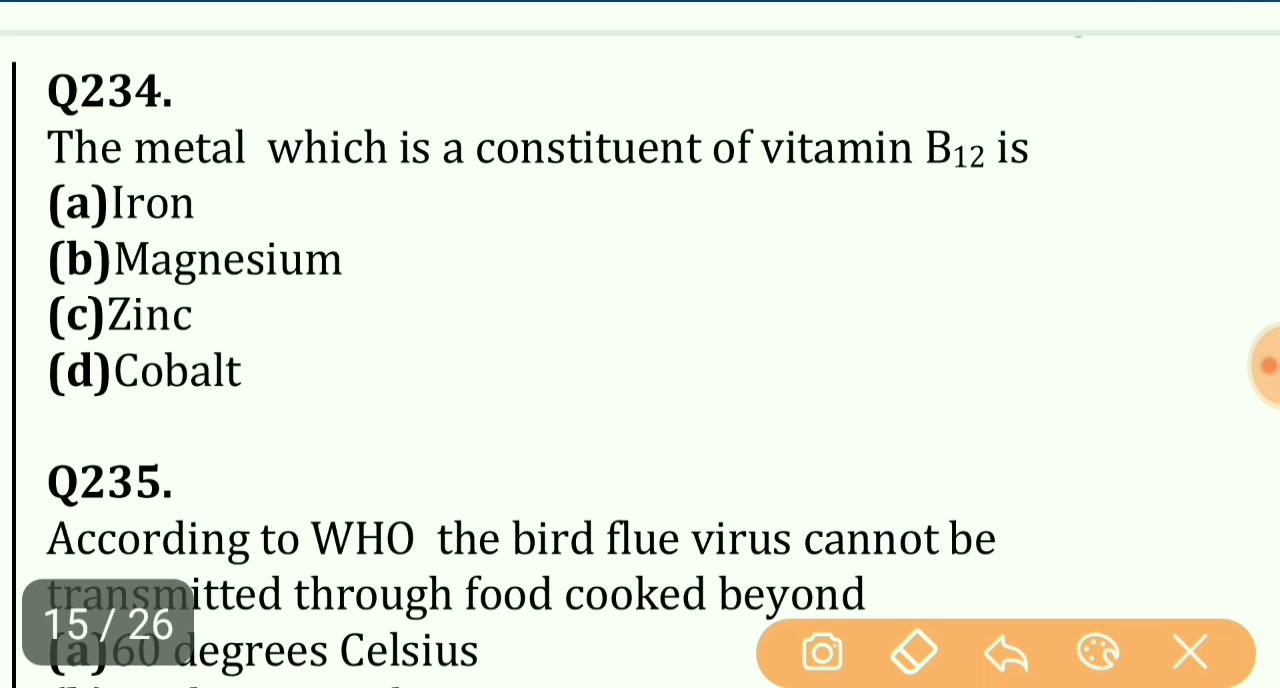 Q234.
The metal which is a constituent of vitamin B₁₂ is
(a)Iron
(b)Magnesium
(c)Zinc
(d)Cobalt
Q235.
According to WHO the bird flue virus cannot be
transmitted through food cooked beyond
15 / 26
(a)60 degrees Celsius